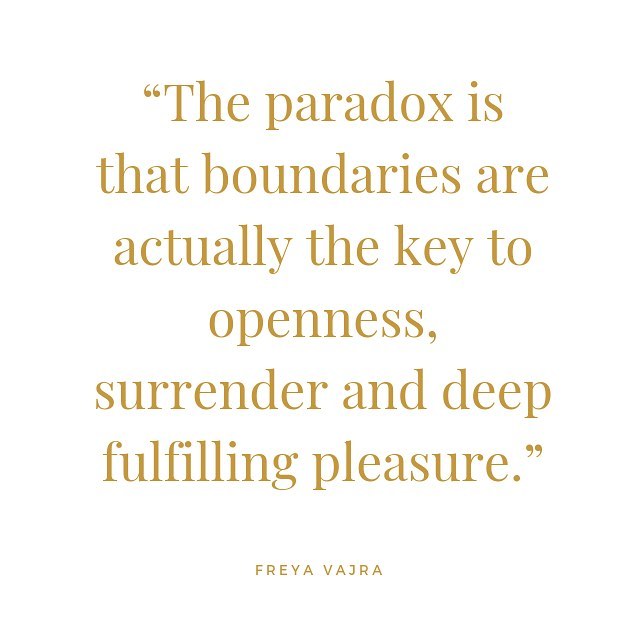 “The paradox is
that boundaries are
actually the key to
openness,
surrender and deep
fulfilling pleasure.”
FREYA VAJRA